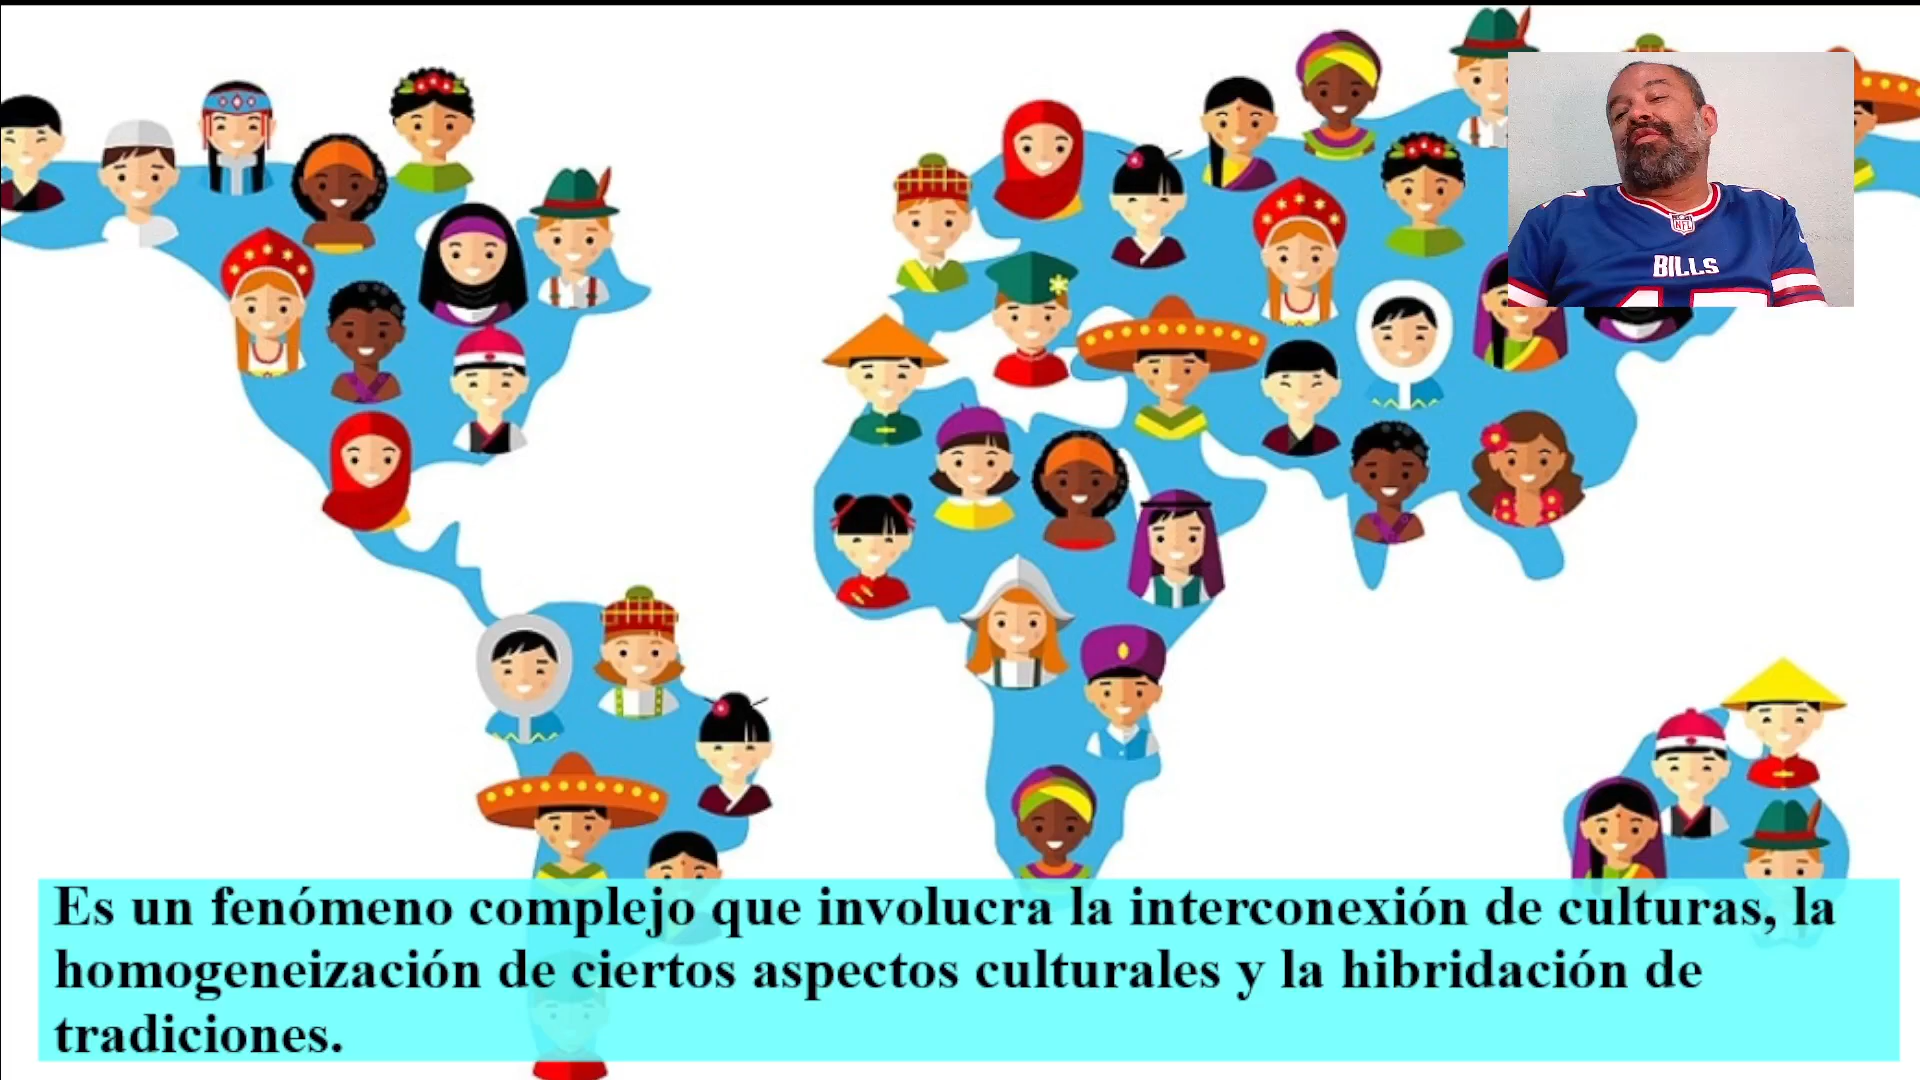 NFL
BILLS
Es un fenómeno complejo que involucra la interconexión de culturas, la
homogeneización de ciertos aspectos culturales y la hibridación de
tradiciones.